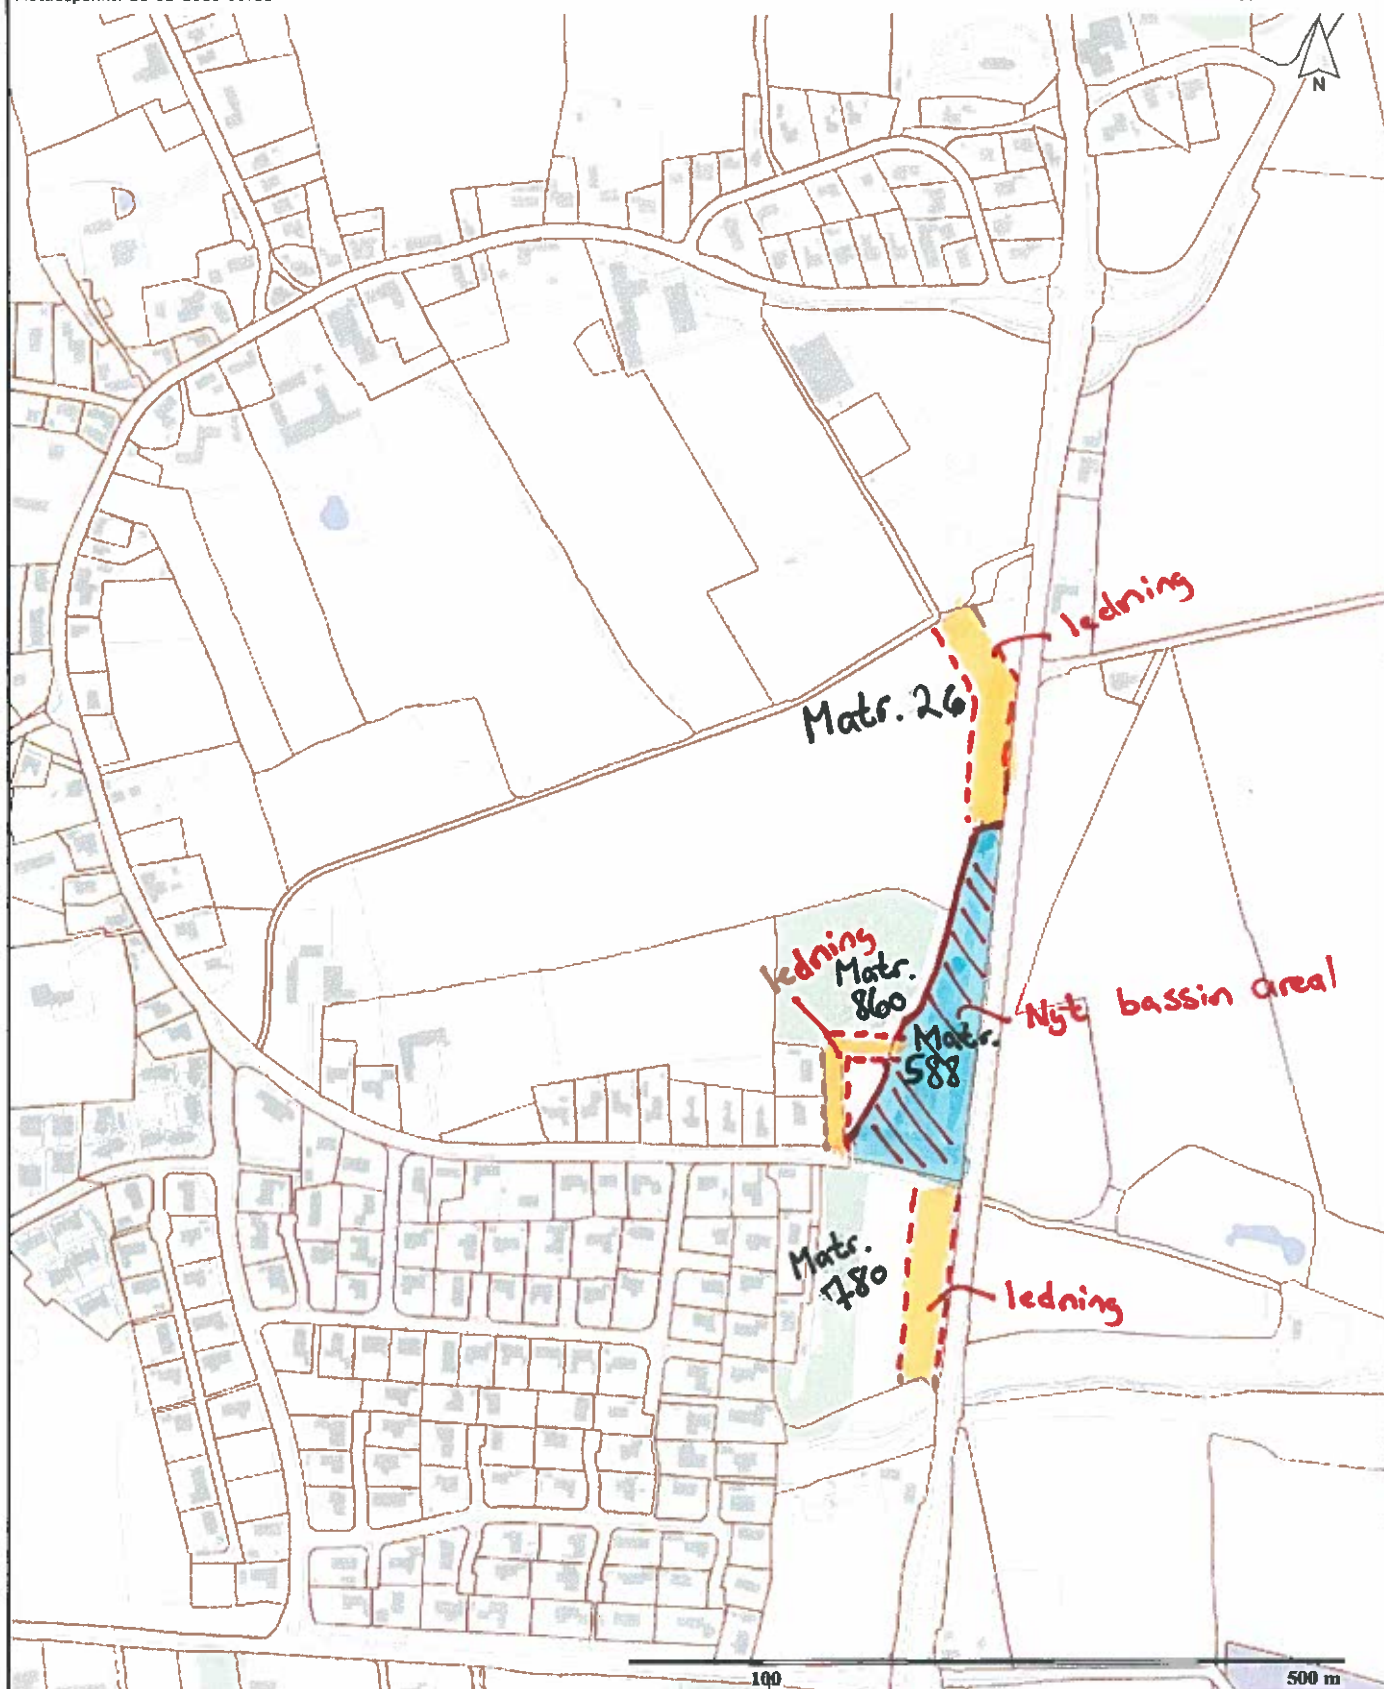 N
ledning
Matr. 26
ledning
Matr.
860
Nyt bassin areal
Matr.
588
Matr.
780
ledning
100
500 m